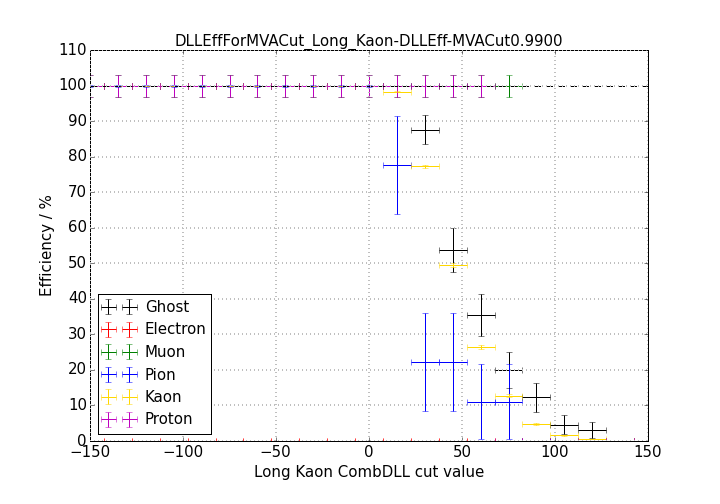 DLLEffForMVACut_Long_Kaon-DLLEff-MVACut0.9900
110
100
90
80
70
60
50
40
30
20
10
0
Efficiency / %
Ghost
Electron
Muon
Pion
Kaon
Proton
−150 −100 −50 0 50 100 150
Long Kaon CombDLL cut value